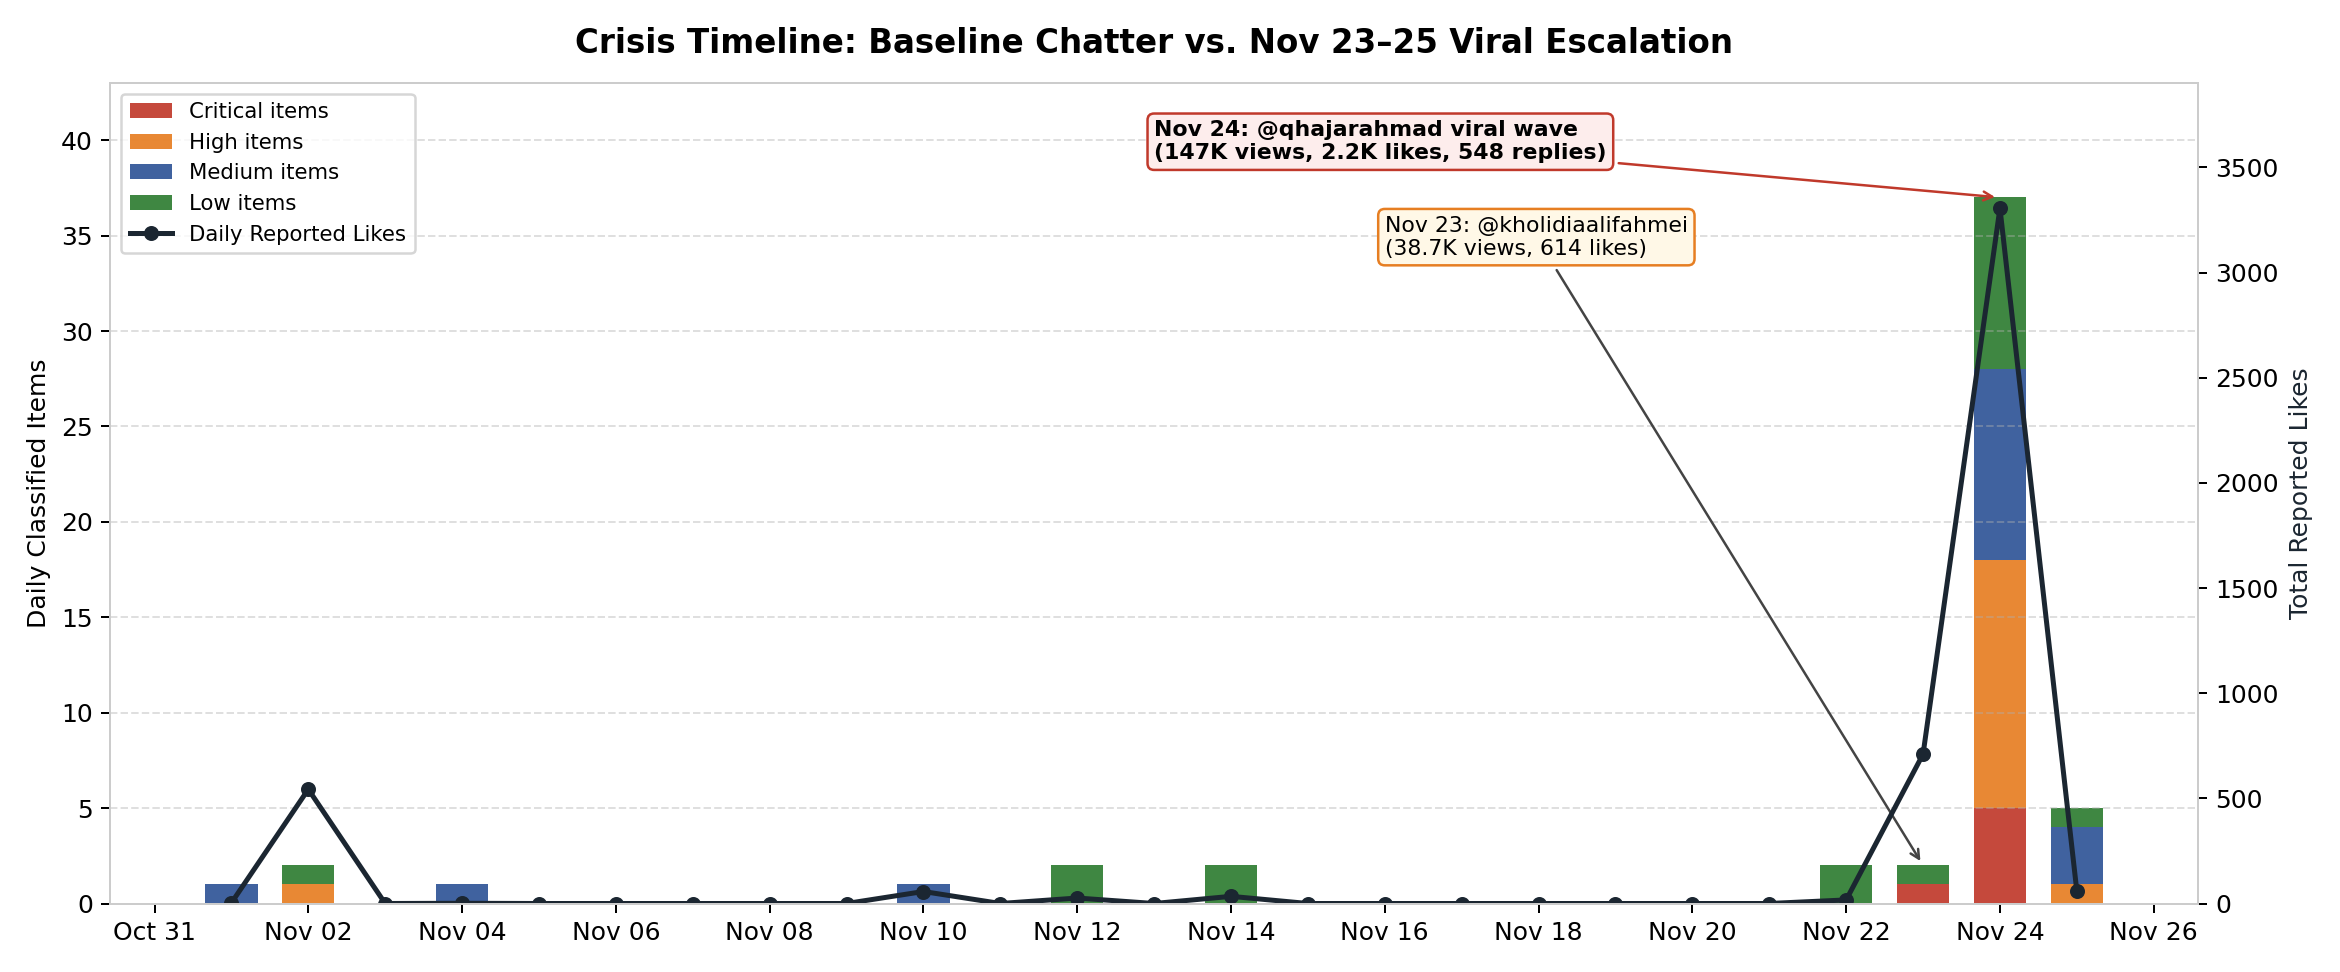 Crisis Timeline: Baseline Chatter vs. Nov 23–25 Viral Escalation
Critical items
High items
Medium items
Low items
Daily Reported Likes
Nov 24: @qhajarahmad viral wave
(147K views, 2.2K likes, 548 replies)
Nov 23: @kholidiaalifahmei
(38.7K views, 614 likes)
Daily Classified Items
40
35
30
25
20
15
10
5
0
3500
3000
2500
2000
1500
1000
500
0
Total Reported Likes
Oct 31 Nov 02 Nov 04 Nov 06 Nov 08 Nov 10 Nov 12 Nov 14 Nov 16 Nov 18 Nov 20 Nov 22 Nov 24 Nov 26